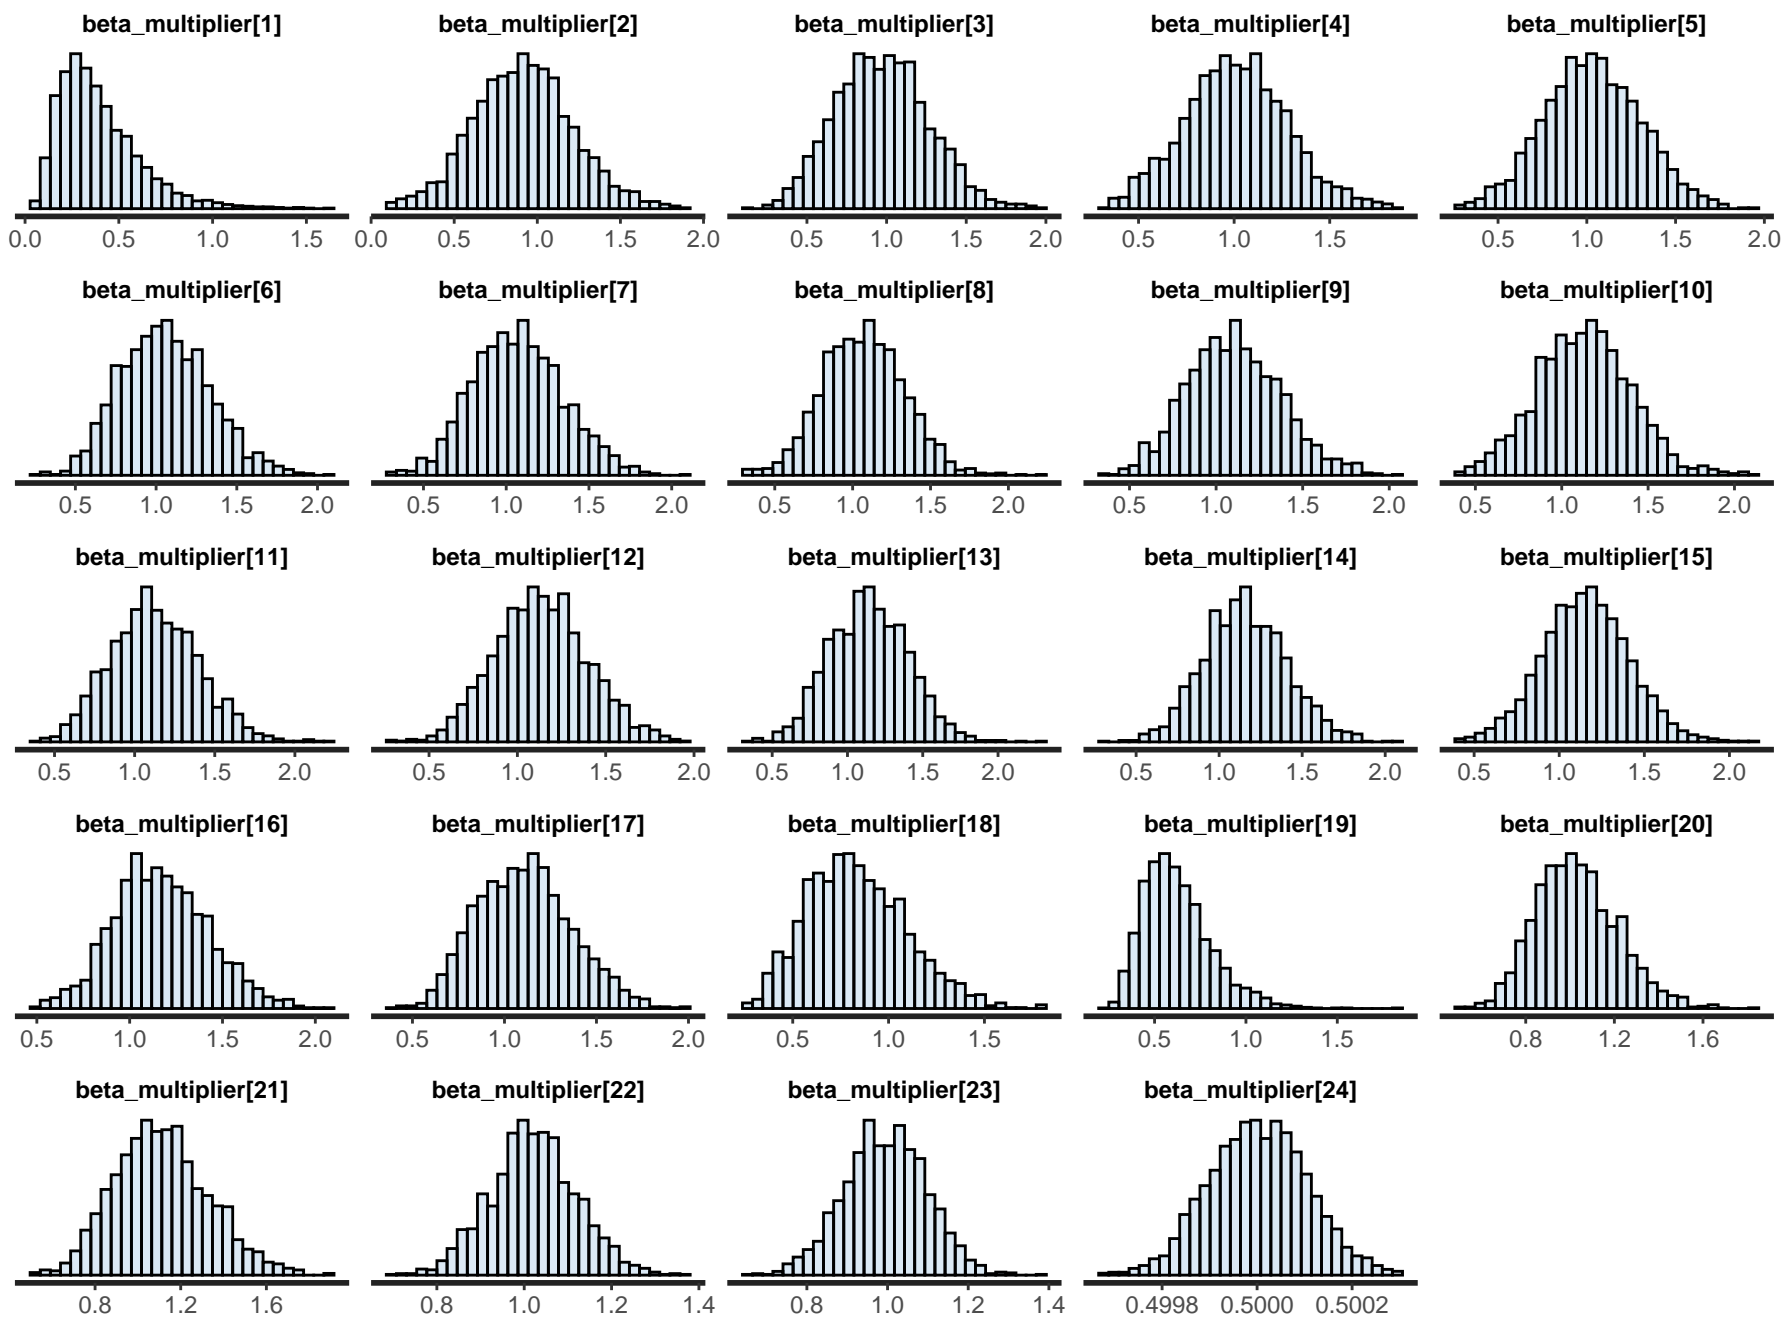 beta_multiplier[1] beta_multiplier[2] beta_multiplier[3] beta_multiplier[4] beta_multiplier[5]
0.0 0.5 1.0 1.5 0.0 0.5 1.0 1.5 2.0 0.5 1.0 1.5 2.0 0.5 1.0 1.5 0.5 1.0 1.5 2.0
beta_multiplier[6] beta_multiplier[7] beta_multiplier[8] beta_multiplier[9] beta_multiplier[10]
0.5 1.0 1.5 2.0 0.5 1.0 1.5 2.0 0.5 1.0 1.5 2.0 0.5 1.0 1.5 2.0 0.5 1.0 1.5 2.0
beta_multiplier[11] beta_multiplier[12] beta_multiplier[13] beta_multiplier[14] beta_multiplier[15]
0.5 1.0 1.5 2.0 0.5 1.0 1.5 2.0 0.5 1.0 1.5 2.0 0.5 1.0 1.5 2.0 0.5 1.0 1.5 2.0
beta_multiplier[16] beta_multiplier[17] beta_multiplier[18] beta_multiplier[19] beta_multiplier[20]
0.5 1.0 1.5 2.0 0.5 1.0 1.5 2.0 0.5 1.0 1.5 0.5 1.0 1.5 0.8 1.2 1.6
beta_multiplier[21] beta_multiplier[22] beta_multiplier[23] beta_multiplier[24]
0.8 1.2 1.6 0.8 1.0 1.2 1.4 0.8 1.0 1.2 1.4 0.4998 0.5000 0.5002